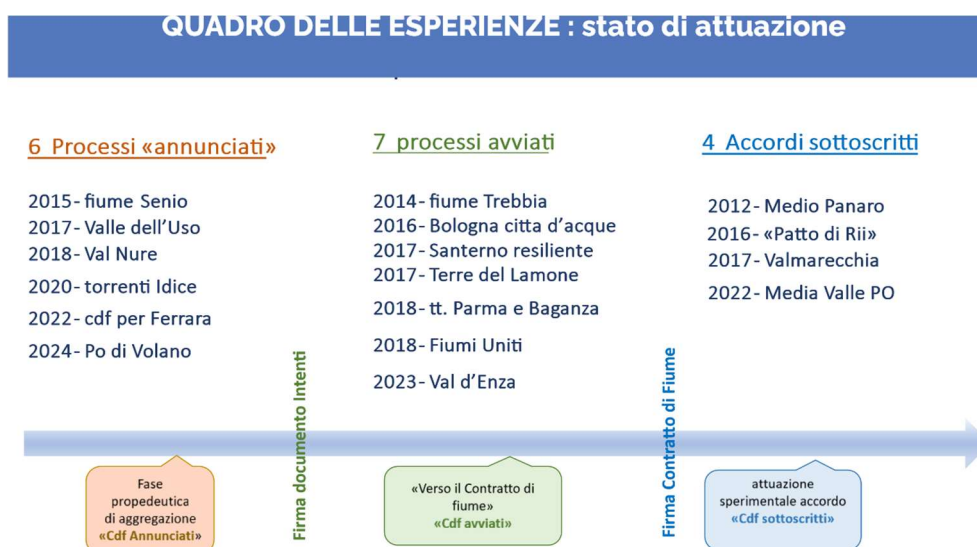 QUADRO DELLE ESPERIENZE : stato di attuazione
6 Processi «annunciati»
2015- fiume Senio
2017- Valle dell'Uso
2018- Val Nure
2020- torrenti Idice
2022- cdf per Ferrara
2024- Po di Volano
Firma documento Intenti
7 processi avviati
2014- fiume Trebbia
2016- Bologna citta d'acque
2017- Santerno resiliente
2017- Terre del Lamone
2018- tt. Parma e Baganza
2018- Fiumi Uniti
2023- Val d'Enza
Firma Contratto di Fiume
4 Accordi sottoscritti
2012- Medio Panaro
2016- «Patto di Rii»
2017- Valmarecchia
2022- Media Valle PO
Fase
propedeutica
di aggregazione
«Cdf Annunciati»
«Verso il Contratto di
fiume»
«Cdf avviati»
attuazione
sperimentale accordo
«Cdf sottoscritti»